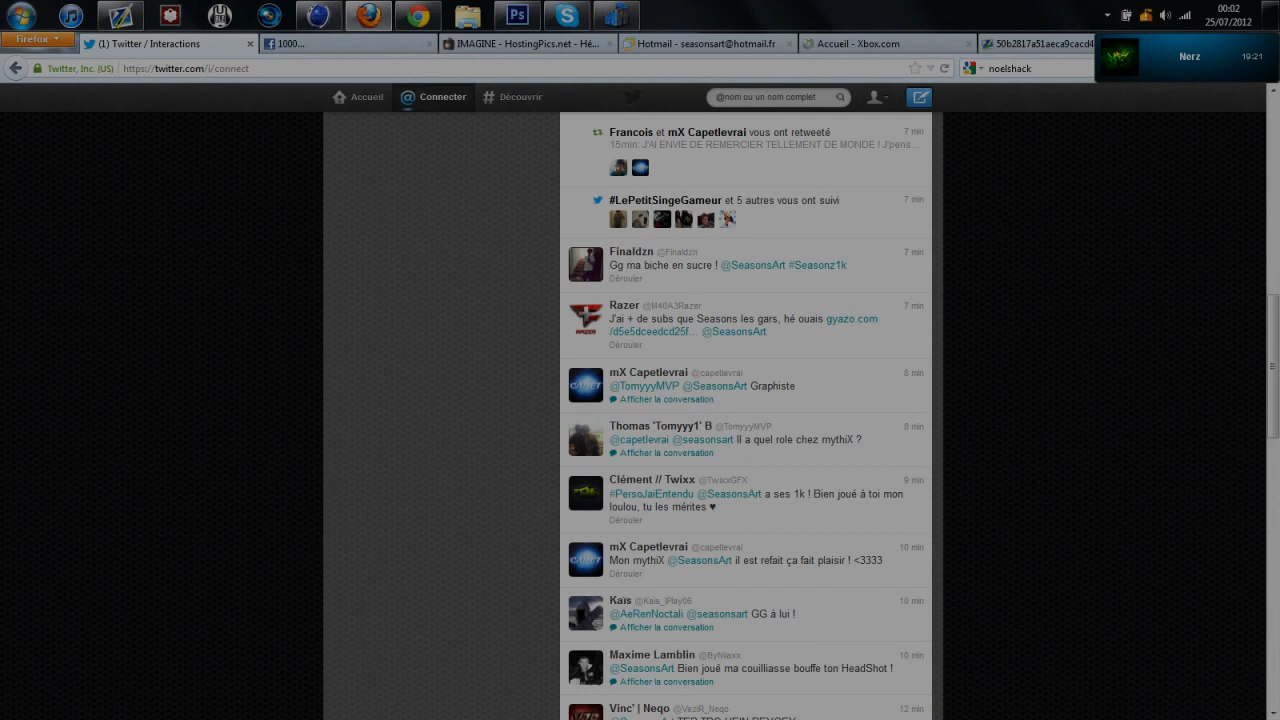 00:02
25/07/2012
Firefox
(1) Twitter / Interactions
1000...
IMAGINE - HostingPics.net - Hé...
Hotmail - seasonsart@hotmail.fr
Accueil - Xbox.com
50b2817a51aeca9cacd4
Nerz
19:21
Twitter, Inc. (US)
https://twitter.com/i/connect
noelshack
Accueil
Connecter
Découvrir
@nom ou un nom complet
Francois et mX Capetlevrai vous ont retweeté
7 min
15min: J'AI ENVIE DE REMERCIER TELLEMENT DE MONDE ! J'pens...
#LePetitSingeGameur et 5 autres vous ont suivi
7 min
Finaldzn @Finaldzn
7 min
Gg ma biche en sucre ! @SeasonsArt #Seasonz1k
Dérouler
Razer @M40A3Razer
7 min
J'ai + de subs que Seasons les gars, hé ouais gyazo.com
/d5e5dceedcd25f... @SeasonsArt
Dérouler
RAZER
mX Capetlevrai @capetlevrai
8 min
@TomyyyMVP @SeasonsArt Graphiste
CAPET
Afficher la conversation
Thomas 'Tomyyy1' B @TomyyyMVP
8 min
@capetlevrai @seasonsart Il a quel role chez mythiX ?
Afficher la conversation
Clément // Twixx @TwixxGFX
9 min
#PersoJaiEntendu @SeasonsArt a ses 1k ! Bien joué à toi mon
loulou, tu les mérites ♥
Dérouler
mX Capetlevrai @capetlevrai
10 min
Mon mythiX @SeasonsArt il est refait ça fait plaisir ! <3333
CAPET
Dérouler
Kaïs @Kais_iPlay06
10 min
@AeRenNoctali @seasonsart GG à lui !
Afficher la conversation
Maxime Lamblin @ByNiiaxx
10 min
@SeasonsArt Bien joué ma couilliasse bouffe ton HeadShot !
Afficher la conversation
Vinc' | Neqo @VeziR_Neqo
12 min